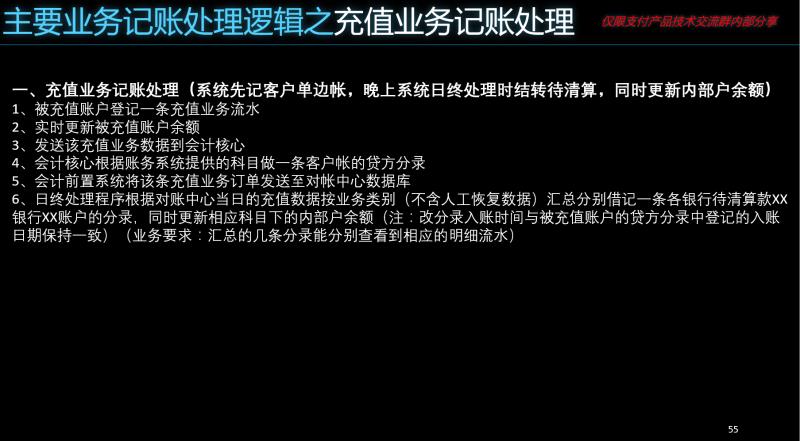 主要业务记账处理逻辑之充值业务记账处理
仅限支付产品技术交流群内部分享
一、充值业务记账处理（系统先记客户单边帐，晚上系统日终处理时结转待清算，同时更新内部户余额）
1、被充值账户登记一条充值业务流水
2、实时更新被充值账户余额
3、发送该充值业务数据到会计核心
4、会计核心根据账务系统提供的科目做一条客户帐的贷方分录
5、会计前置系统将该条充值业务订单发送至对帐中心数据库
6、日终处理程序根据对账中心当日的充值数据按业务类别（不含人工恢复数据）汇总分别借记一条各银行待清算款XX
银行XX账户的分录，同时更新相应科目下的内部户余额（注：改分录入账时间与被充值账户的贷方分录中登记的入账
日期保持一致）（业务要求：汇总的几条分录能分别查看到相应的明细流水）
55